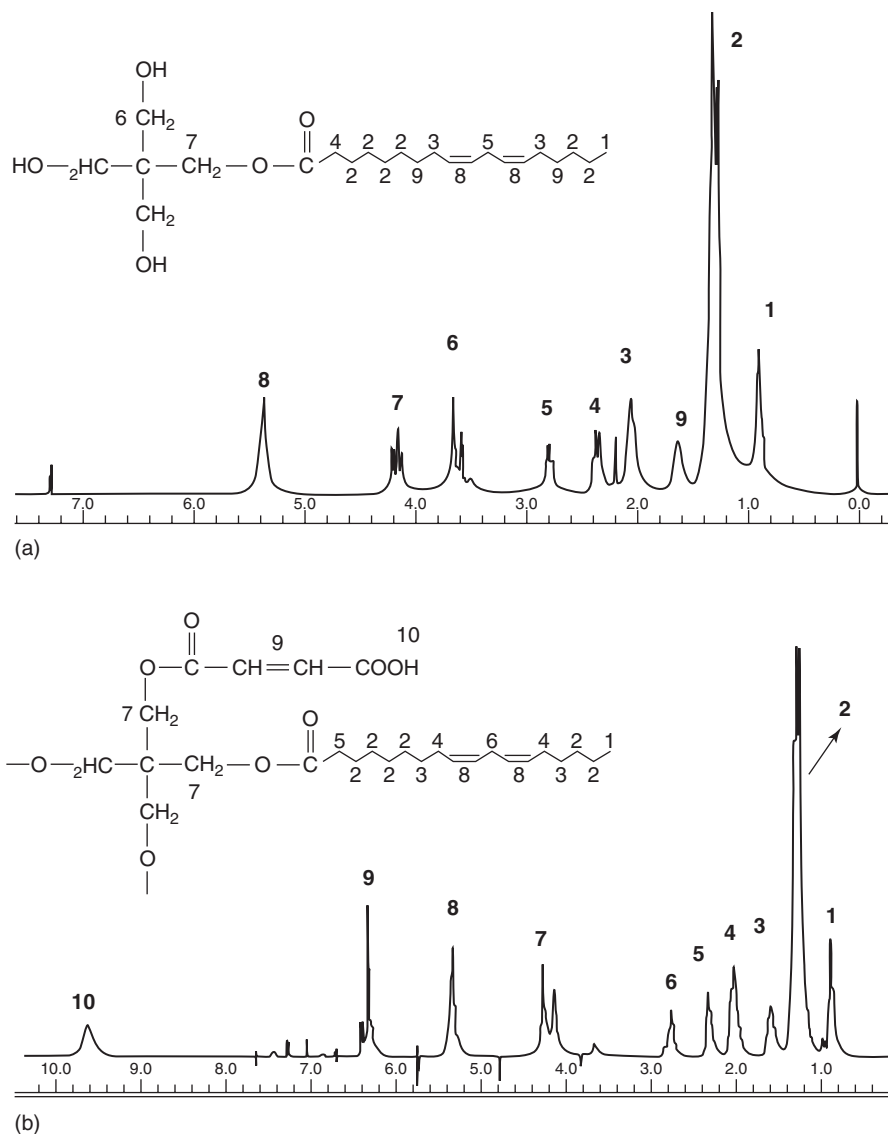 2
OH
6 CH₂ O
7 4 2 2 3 5 3 2 1
HO ₂HC C CH₂ O C 2 2 9 8 8 9 2
CH₂
OH
1
6 3
8 7 5 4 9
7.0 6.0 5.0 4.0 3.0 2.0 1.0 0.0
(a)
O 9 10
O C CH CH COOH
7 CH₂ O 2
5 2 2 4 6 4 2 1
O ₂HC C CH₂ O C 2 2 3 8 8 3 2
7
CH₂
O
9 8 7 6 5 4 3 1
10
10.0 9.0 8.0 7.0 6.0 5.0 4.0 3.0 2.0 1.0
(b)